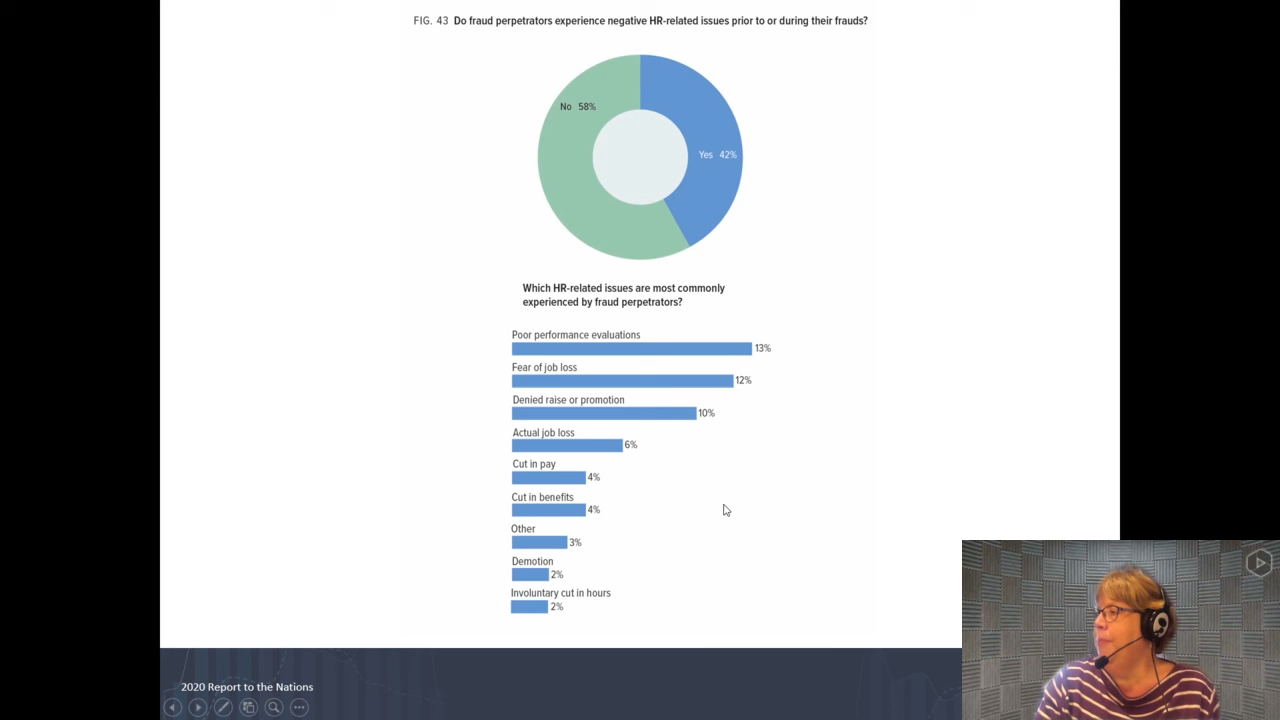 FIG. 43 Do fraud perpetrators experience negative HR-related issues prior to or during their frauds?
No 58%
Yes 42%
Which HR-related issues are most commonly
experienced by fraud perpetrators?
Poor performance evaluations
13%
Fear of job loss
12%
Denied raise or promotion
10%
Actual job loss
6%
Cut in pay
4%
Cut in benefits
4%
Other
3%
Demotion
2%
Involuntary cut in hours
2%
2020 Report to the Nations